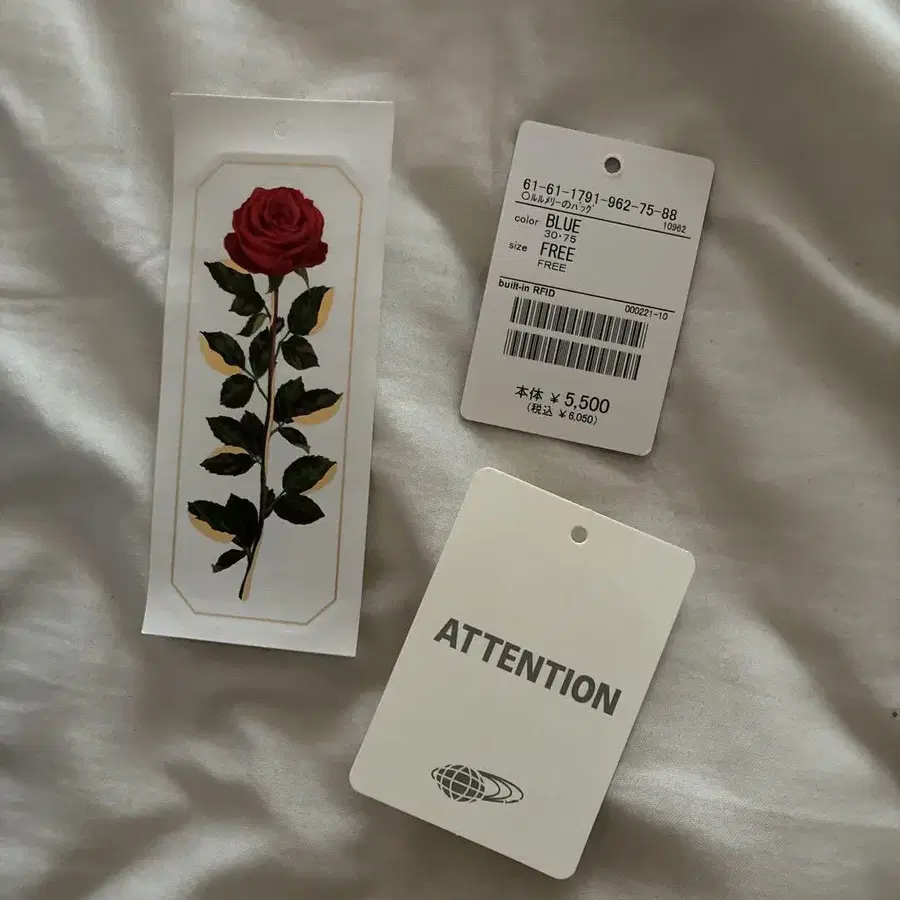 61-61-1791-962-75-88
○ルルメリーのバッグ
10962
color BLUE
30・75
size FREE
FREE
built-in RFID
000221-10
本体 ¥5,500
(税込 ¥6,050)
ATTENTION